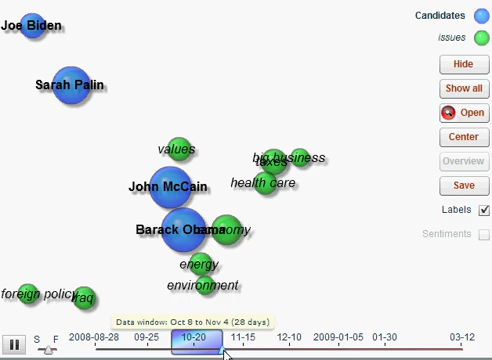 Joe Biden
Candidates
issues
Sarah Palin
Hide
Show all
Open
Center
Overview
Save
Labels
Sentiments
values
big business
taxes
health care
John McCain
Barack Obama
energy
environment
foreign policy
Iraq
Data window: Oct 8 to Nov 4 (28 days)
S F 2008-08-28 09-25 10-20 11-15 12-10 2009-01-05 01-30 03-12